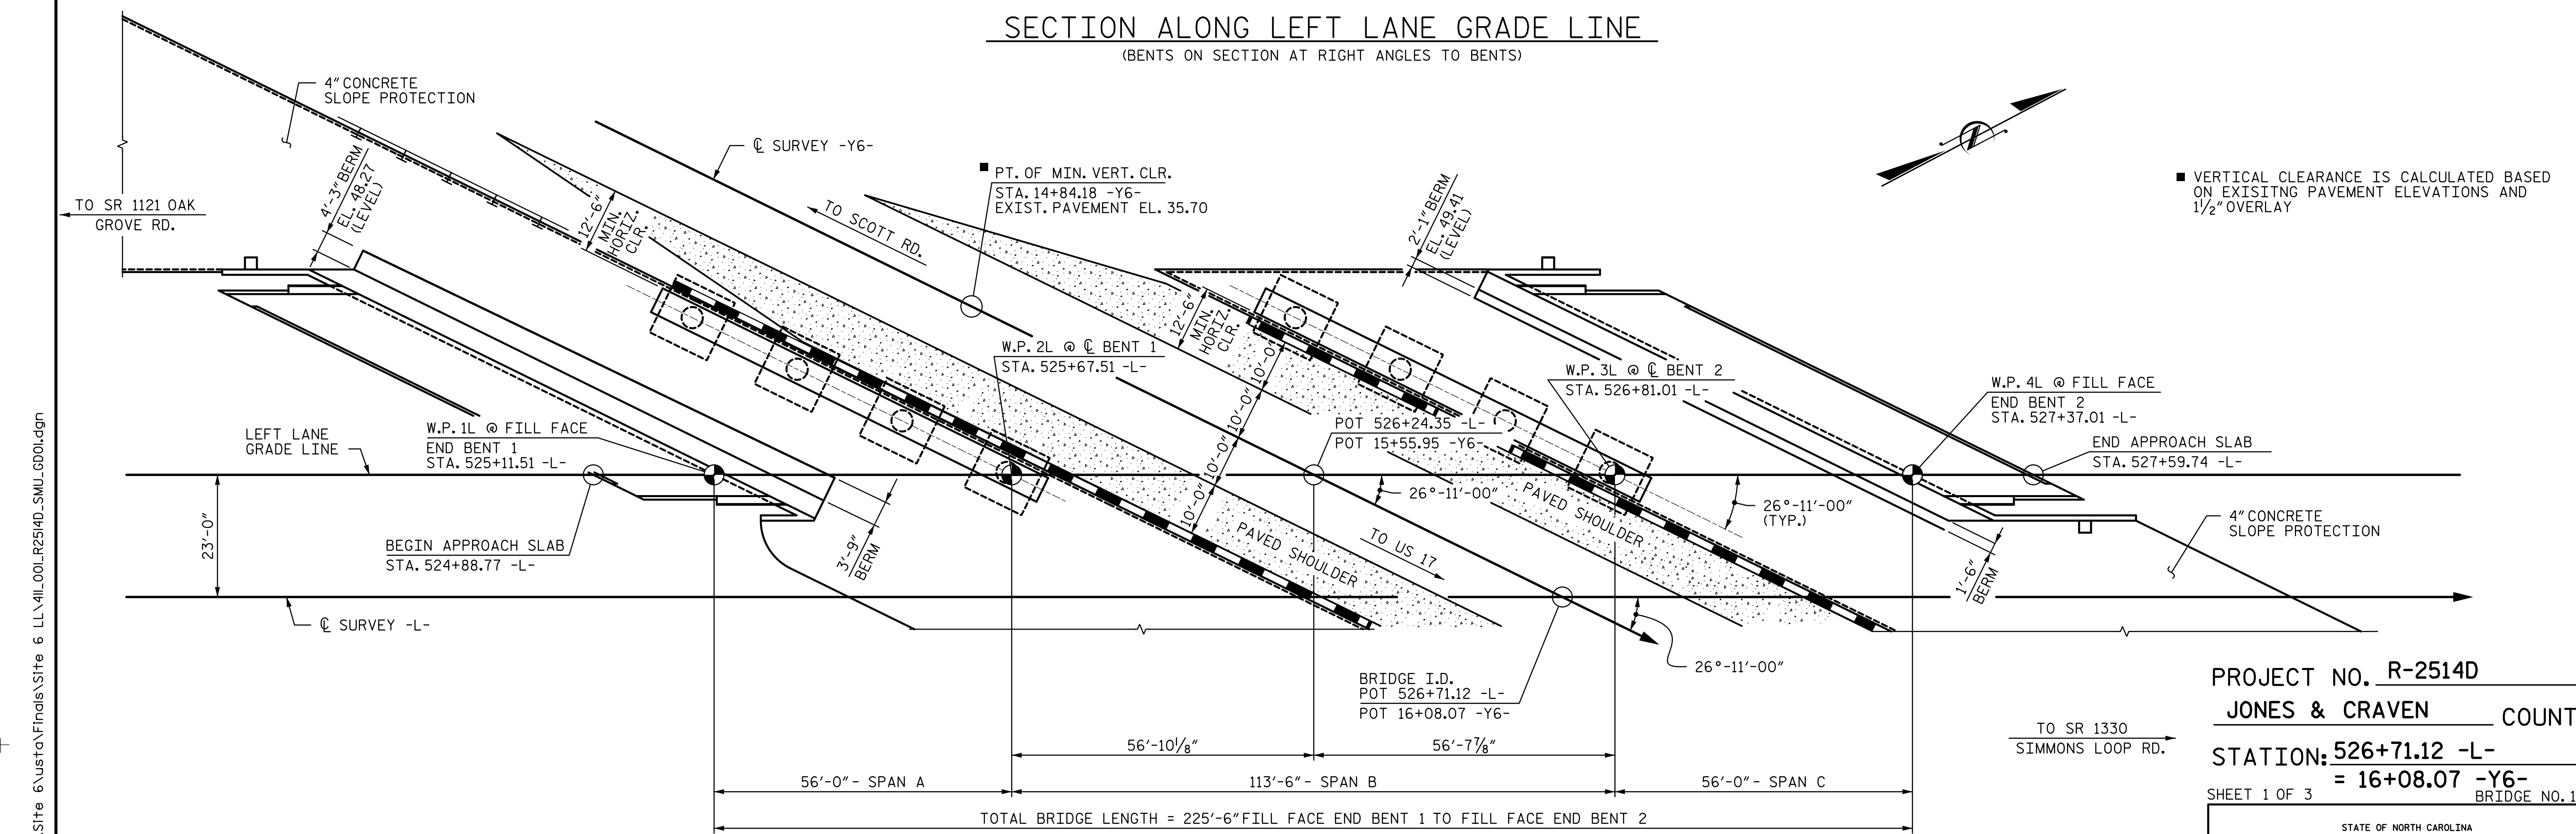 SECTION ALONG LEFT LANE GRADE LINE
(BENTS ON SECTION AT RIGHT ANGLES TO BENTS)
4" CONCRETE
SLOPE PROTECTION
℄ SURVEY -Y6-
■ PT. OF MIN. VERT. CLR.
STA. 14+84.18 -Y6-
EXIST. PAVEMENT EL. 35.70
■ VERTICAL CLEARANCE IS CALCULATED BASED
ON EXISITNG PAVEMENT ELEVATIONS AND
1½" OVERLAY
TO SR 1121 OAK
GROVE RD.
4'-3" BERM
EL. 48.27
(LEVEL)
12'-6"
MIN.
HORTIZ.
CLR.
TO SCOTT RD.
2'-1" BERM
EL. 49.41
(LEVEL)
12'-6"
MIN.
HORTZ.
CLR.
W.P. 2L @ ℄ BENT 1
STA. 525+67.51 -L-
10'-0"
10'-0"
10'-0"
10'-0"
W.P. 3L @ ℄ BENT 2
STA. 526+81.01 -L-
W.P. 4L @ FILL FACE
END BENT 2
STA. 527+37.01 -L-
W.P. 1L @ FILL FACE
END BENT 1
STA. 525+11.51 -L-
LEFT LANE
GRADE LINE
POT 526+24.35 -L-
POT 15+55.95 -Y6-
END APPROACH SLAB
STA. 527+59.74 -L-
23'-0"
BEGIN APPROACH SLAB
STA. 524+88.77 -L-
3'-9"
BERM
PAVED SHOULDER
TO US 17
26°-11'-00"
PAVED SHOULDER
26°-11'-00"
(TYP.)
4" CONCRETE
SLOPE PROTECTION
1'-6"
BERM
℄ SURVEY -L-
26°-11'-00"
BRIDGE I.D.
POT 526+71.12 -L-
POT 16+08.07 -Y6-
56'-10⅛"
56'-7⅞"
TO SR 1330
SIMMONS LOOP RD.
56'-0" - SPAN A
113'-6" - SPAN B
56'-0" - SPAN C
TOTAL BRIDGE LENGTH = 225'-6" FILL FACE END BENT 1 TO FILL FACE END BENT 2
PROJECT NO. R-2514D
JONES & CRAVEN COUNT
STATION: 526+71.12 -L-
= 16+08.07 -Y6-
SHEET 1 OF 3
BRIDGE NO. 1
STATE OF NORTH CAROLINA
.Site 6\usta\Finals\Site 6 LL\411_001_R2514D_SMU_GD01.dgn